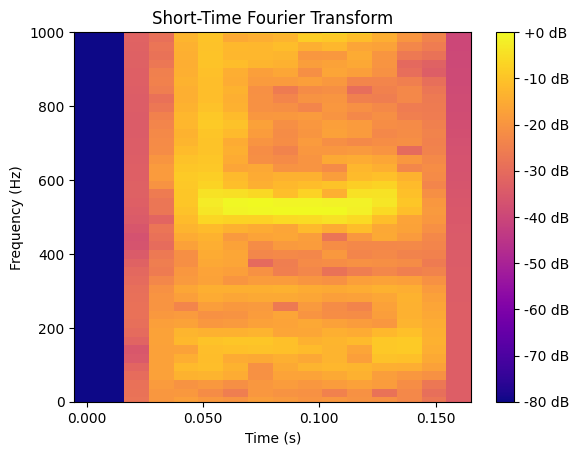 Short-Time Fourier Transform
1000
800
600
400
200
0
Frequency (Hz)
0.000
0.050
0.100
0.150
Time (s)
+0 dB
-10 dB
-20 dB
-30 dB
-40 dB
-50 dB
-60 dB
-70 dB
-80 dB